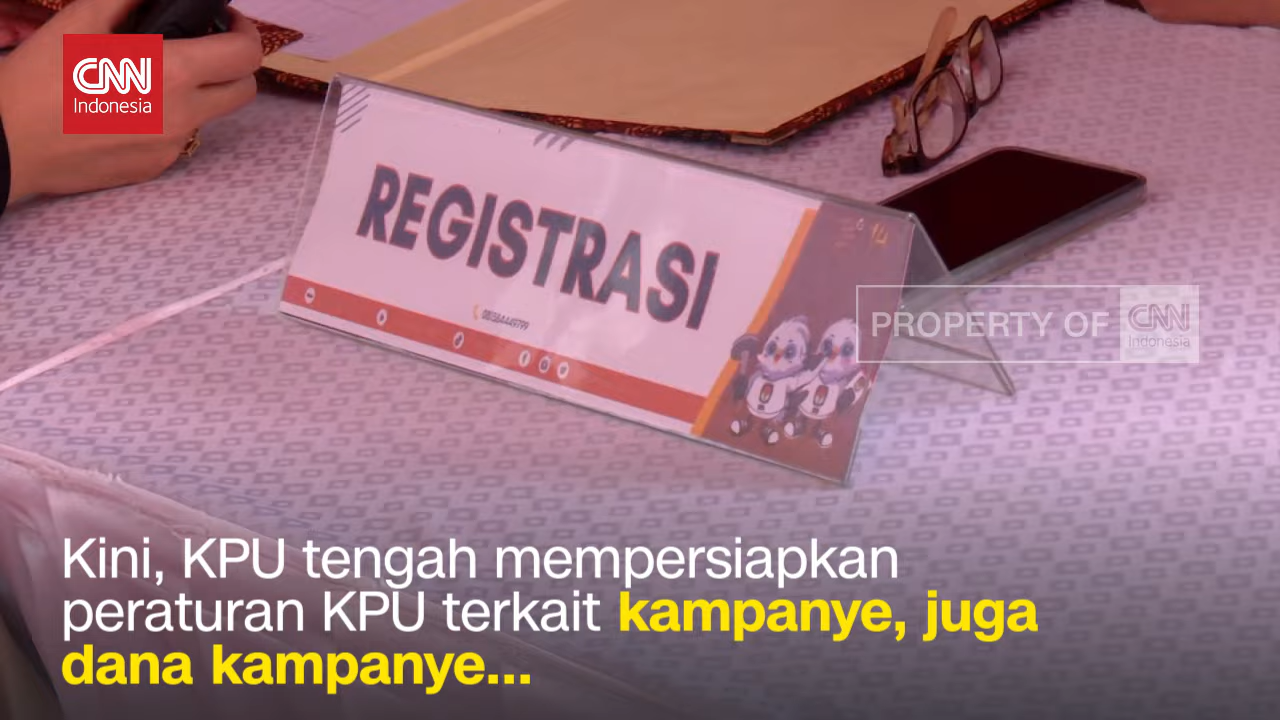 CNN
Indonesia
REGISTRASI
PROPERTY OF CNN
Indonesia
Kini, KPU tengah mempersiapkan
peraturan KPU terkait kampanye, juga
dana kampanye...